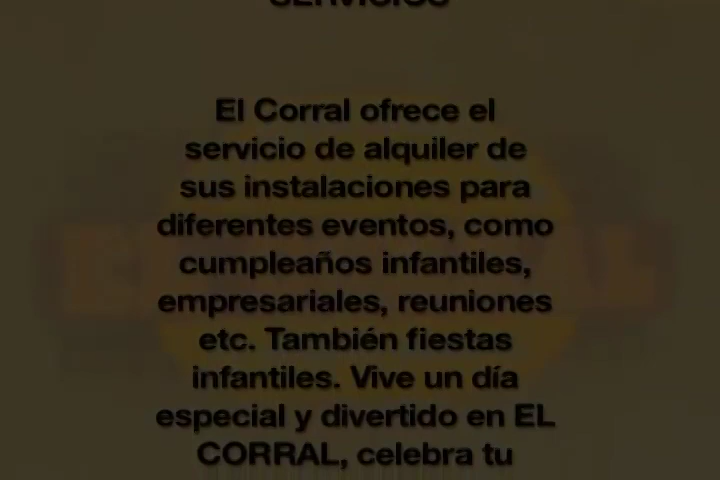 SERVICIOS
El Corral ofrece el
servicio de alquiler de
sus instalaciones para
diferentes eventos, como
cumpleaños infantiles,
empresariales, reuniones
etc. También fiestas
infantiles. Vive un día
especial y divertido en EL
CORRAL, celebra tu